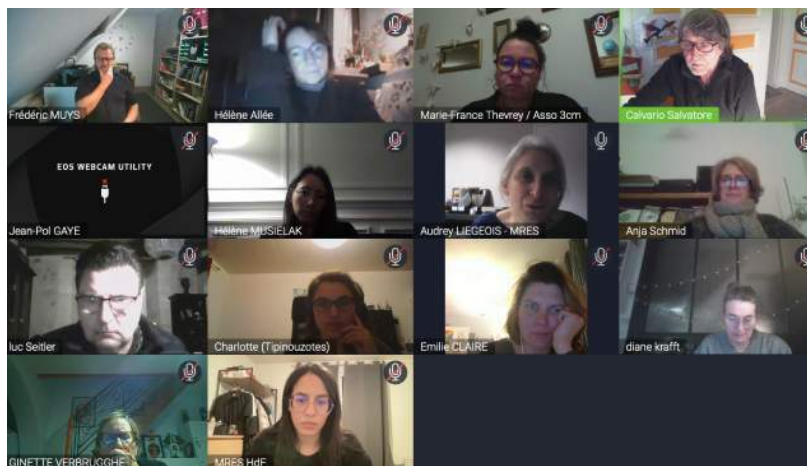 Frédéric MUYS
Hélène Allée
Marie-France Thevrey / Asso 3cm
Calvario Salvatore
EOS WEBCAM UTILITY
Jean-Pol GAYE
Hélène MUSIELAK
Audrey LIEGEOIS - MRES
Anja Schmid
luc Seitler
Charlotte (Tipinouzotes)
Emilie CLAIRE
diane krafft
GINETTE VERBRUGGHE
MRES HdF